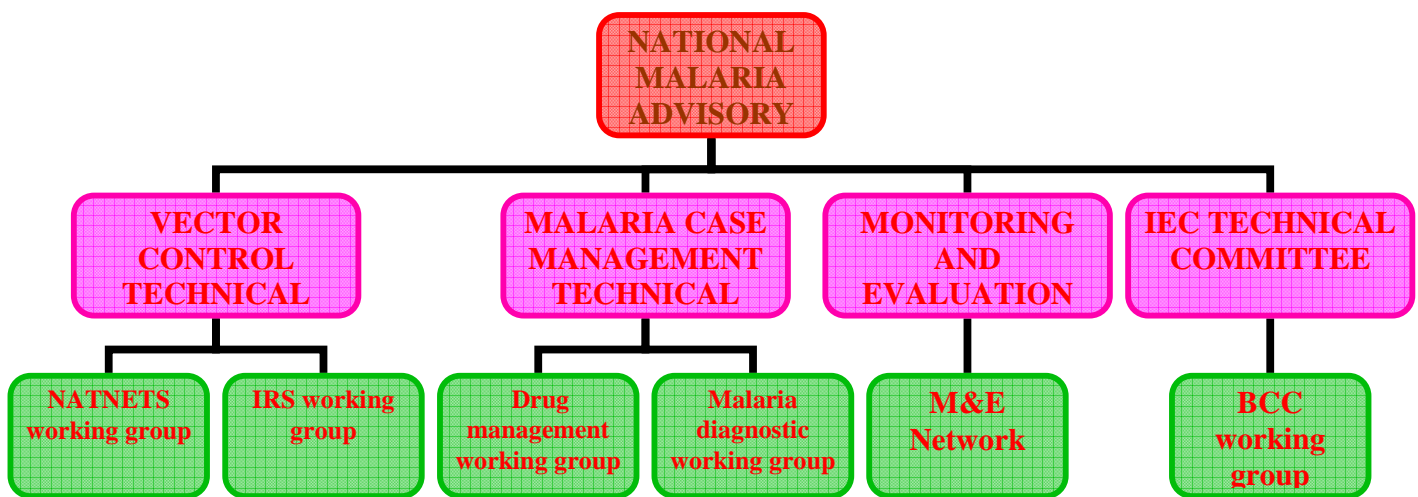 NATIONAL
MALARIA
ADVISORY
VECTOR
CONTROL
TECHNICAL
MALARIA CASE
MANAGEMENT
TECHNICAL
MONITORING
AND
EVALUATION
IEC TECHNICAL
COMMITTEE
NATNETS
working group
IRS working
group
Drug
management
working group
Malaria
diagnostic
working group
M&E
Network
BCC
working
group